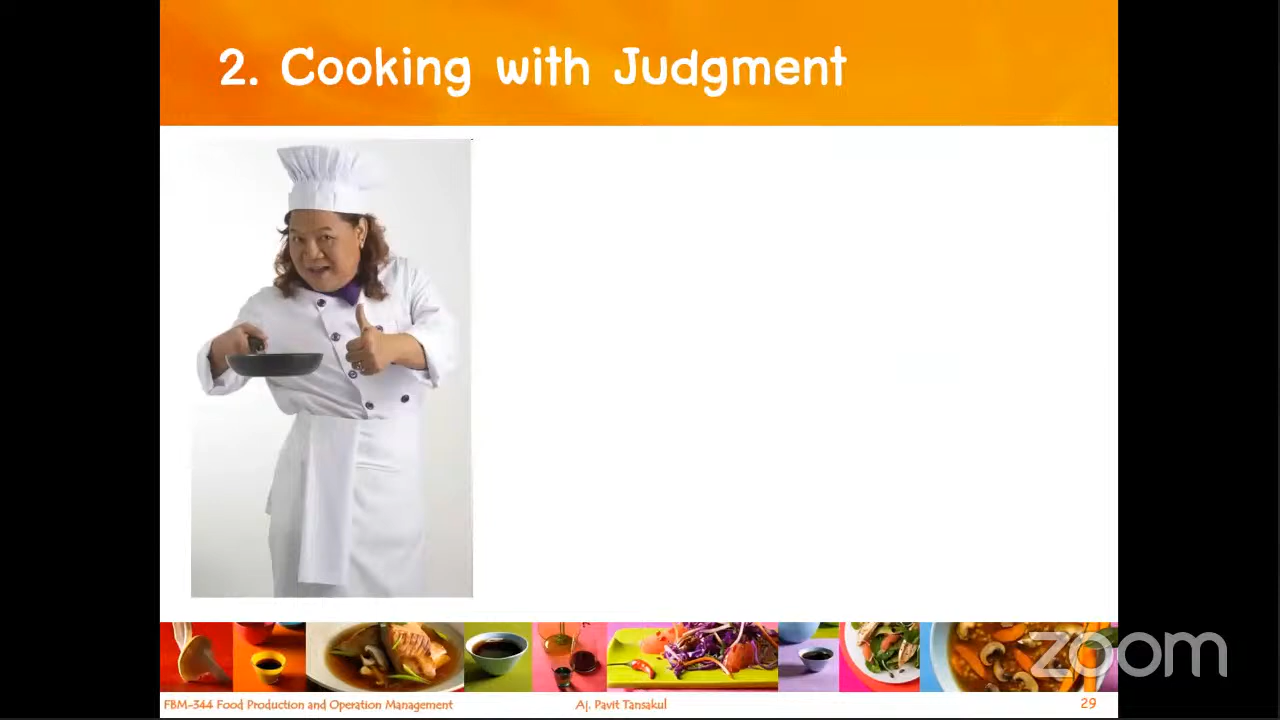 2. Cooking with Judgment
zoom
FBM-344 Food Production and Operation Management
Aj. Pavit Tansakul
29